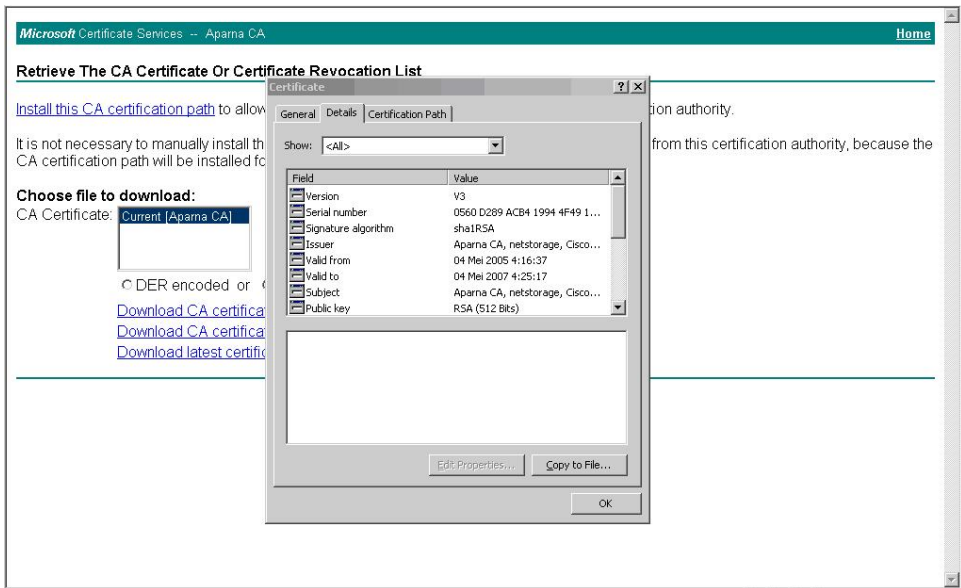 Microsoft Certificate Services -- Aparna CA Home
Retrieve The CA Certificate Or Certificate Revocation List
Install this CA certification path to allow
tion authority.
It is not necessary to manually install th
from this certification authority, because the
CA certification path will be installed fo
Choose file to download:
CA Certificate: Current [Aparna CA]
DER encoded or
Download CA certifica
Download CA certifica
Download latest certific
Certificate
General Details Certification Path
Show: <All>
Field Value
Version V3
Serial number 0560 D289 ACB4 1994 4F49 1...
Signature algorithm sha1RSA
Issuer Aparna CA, netstorage, Cisco...
Valid from 04 Mei 2005 4:16:37
Valid to 04 Mei 2007 4:25:17
Subject Aparna CA, netstorage, Cisco...
Public key RSA (512 Bits)
Edit Properties... Copy to File...
OK